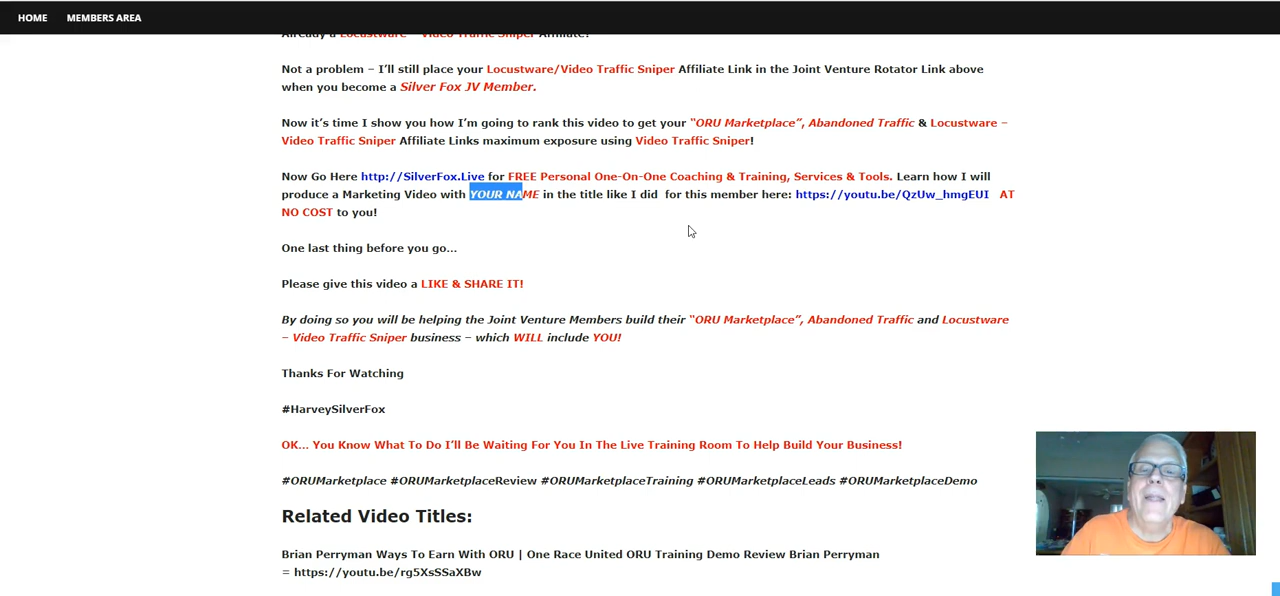 HOME MEMBERS AREA
Already a Locustware – Video Traffic Sniper Affiliate?
Not a problem – I'll still place your Locustware/Video Traffic Sniper Affiliate Link in the Joint Venture Rotator Link above
when you become a Silver Fox JV Member.
Now it's time I show you how I'm going to rank this video to get your "ORU Marketplace", Abandoned Traffic & Locustware –
Video Traffic Sniper Affiliate Links maximum exposure using Video Traffic Sniper!
Now Go Here http://SilverFox.Live for FREE Personal One-On-One Coaching & Training, Services & Tools. Learn how I will
produce a Marketing Video with YOUR NAME in the title like I did for this member here: https://youtu.be/QzUw_hmgEUI AT
NO COST to you!
One last thing before you go...
Please give this video a LIKE & SHARE IT!
By doing so you will be helping the Joint Venture Members build their "ORU Marketplace", Abandoned Traffic and Locustware
– Video Traffic Sniper business – which WILL include YOU!
Thanks For Watching
#HarveySilverFox
OK... You Know What To Do I'll Be Waiting For You In The Live Training Room To Help Build Your Business!
#ORUMarketplace #ORUMarketplaceReview #ORUMarketplaceTraining #ORUMarketplaceLeads #ORUMarketplaceDemo
Related Video Titles:
Brian Perryman Ways To Earn With ORU | One Race United ORU Training Demo Review Brian Perryman
= https://youtu.be/rg5XsSSaXBw